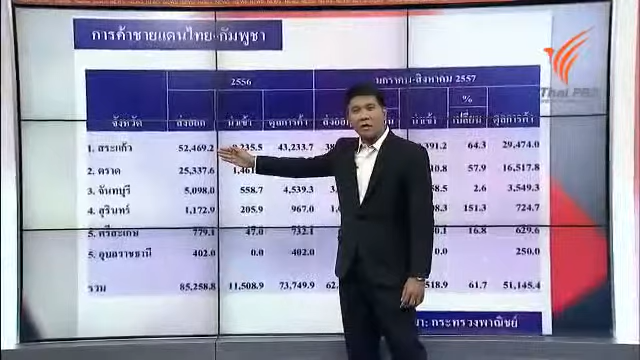 การค้าชายแดนไทย-กัมพูชา
2556 มกราคม-สิงหาคม 2557
จังหวัด ส่งออก นำเข้า ดุลการค้า ส่งออก นำเข้า % เปลี่ยน ดุลการค้า
1. สระแก้ว 52,469.2 43,233.7 64.3 29,474.0
2. ตราด 25,337.6 57.9 16,517.8
3. จันทบุรี 5,098.0 558.7 4,539.3 2.6 3,549.3
4. สุรินทร์ 1,172.9 205.9 967.0 151.3 724.7
5. ศรีสะเกษ 779.1 47.0 732.1 16.8 629.6
5. อุบลราชธานี 402.0 0.0 402.0 0.0 250.0
รวม 85,258.8 11,508.9 73,749.9 61.7 51,145.4
กระทรวงพาณิชย์
Thai PBS